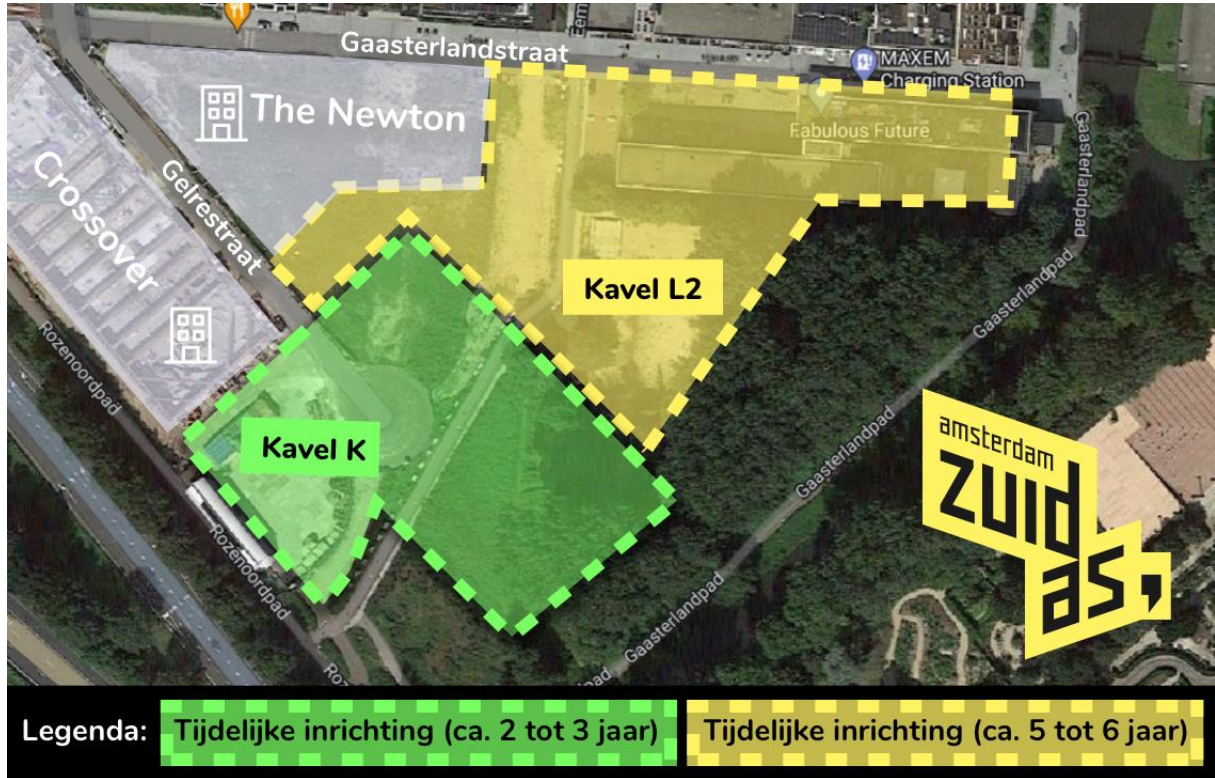 Gaasterlandstraat
MAXEM
Charging Station
The Newton
Fabulous Future
Gaasterlandpad
Crossover
Gelrestraat
Kavel L2
Rozenoordpad
Gaasterlandpad
Kavel K
Gaasterlandpad
amsterdam
zuid
as,
Rozenoordpad
Gaasterlandpad
Legenda:
Tijdelijke inrichting (ca. 2 tot 3 jaar)
Tijdelijke inrichting (ca. 5 tot 6 jaar)